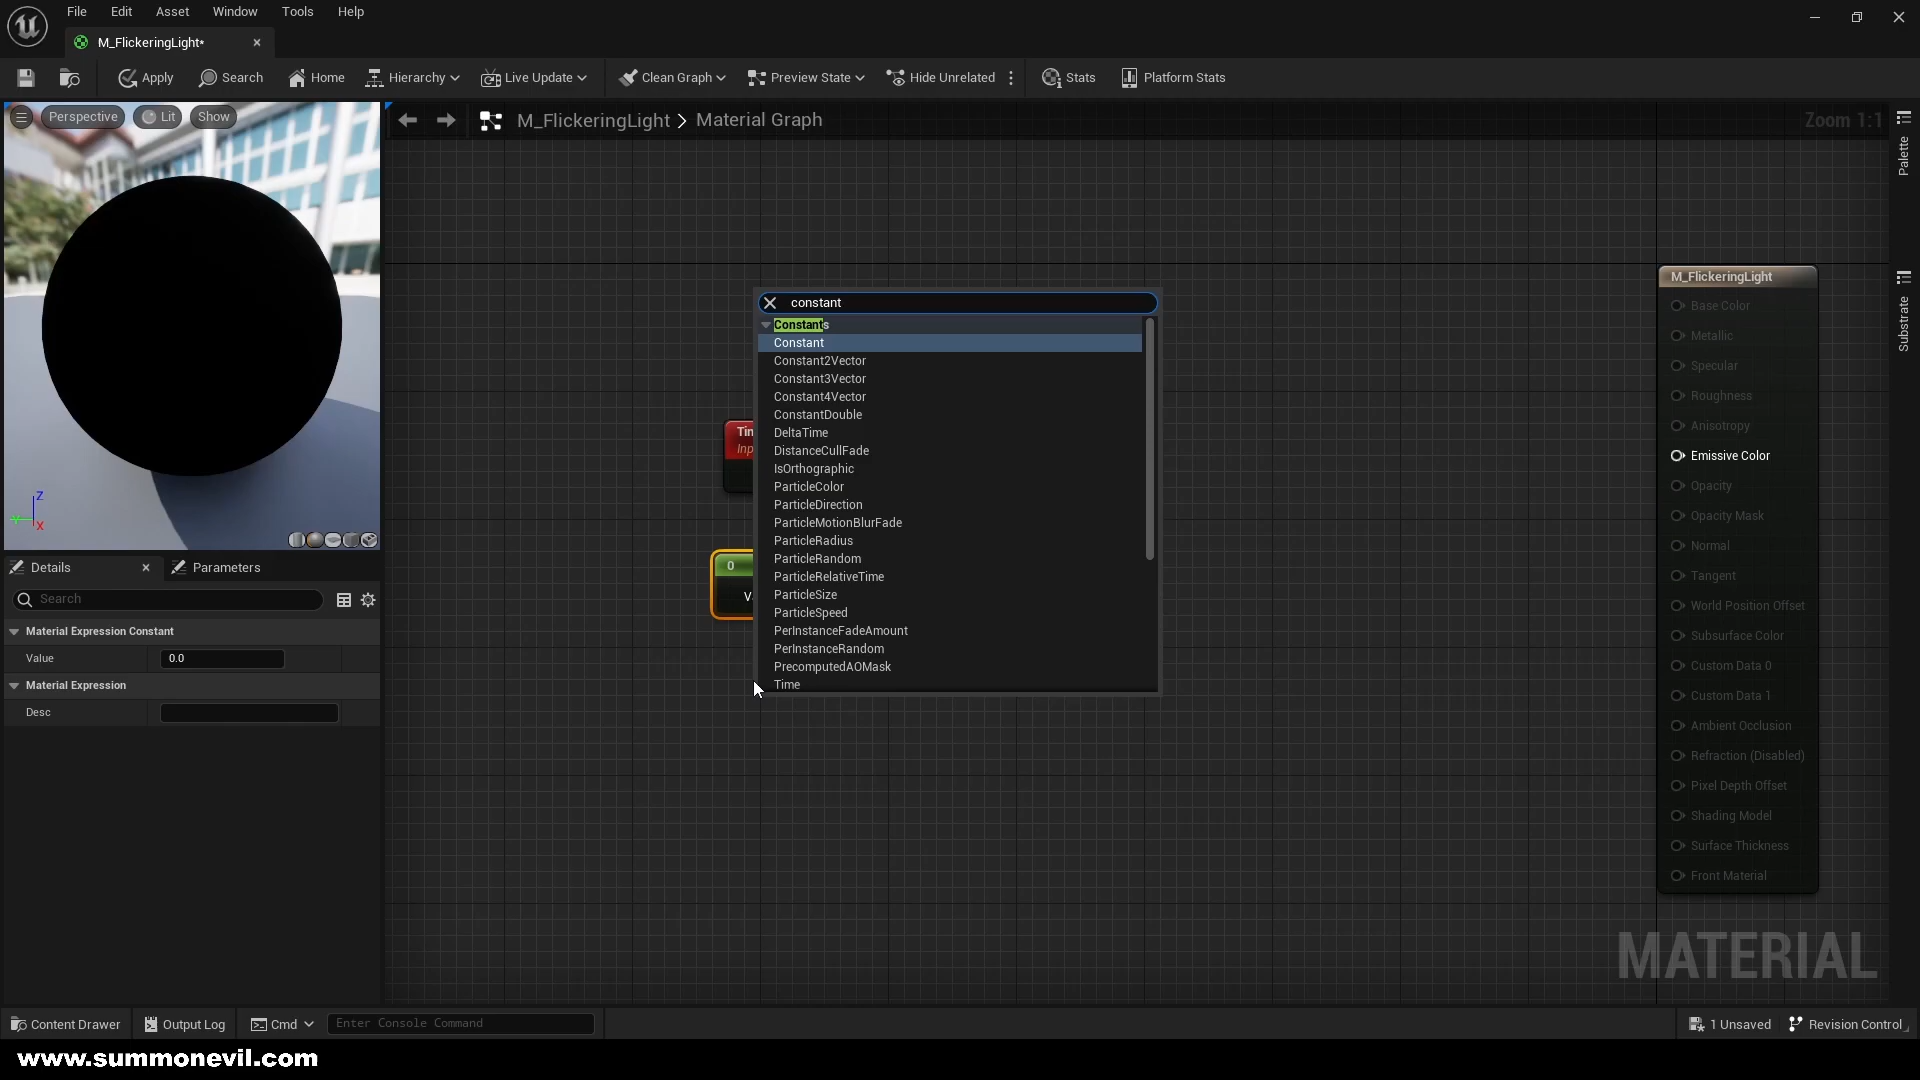 File Edit Asset Window Tools Help
M_FlickeringLight*
Apply Search Home Hierarchy Live Update Clean Graph Preview State Hide Unrelated Stats Platform Stats
Perspective Lit Show
M_FlickeringLight > Material Graph
Zoom 1:1
Palette
Substrate
Z
X
Details
Parameters
Search
Material Expression Constant
Value 0.0
Material Expression
Desc
constant
Constants
Constant
Constant2Vector
Constant3Vector
Constant4Vector
ConstantDouble
DeltaTime
DistanceCullFade
IsOrthographic
ParticleColor
ParticleDirection
ParticleMotionBlurFade
ParticleRadius
ParticleRandom
ParticleRelativeTime
ParticleSize
ParticleSpeed
PerInstanceFadeAmount
PerInstanceRandom
PrecomputedAOMask
Time
0
M_FlickeringLight
Base Color
Metallic
Specular
Roughness
Anisotropy
Emissive Color
Opacity
Opacity Mask
Normal
Tangent
World Position Offset
Subsurface Color
Custom Data 0
Custom Data 1
Ambient Occlusion
Refraction (Disabled)
Pixel Depth Offset
Shading Model
Surface Thickness
Front Material
MATERIAL
Content Drawer Output Log Cmd Enter Console Command
1 Unsaved Revision Control
www.summonevil.com